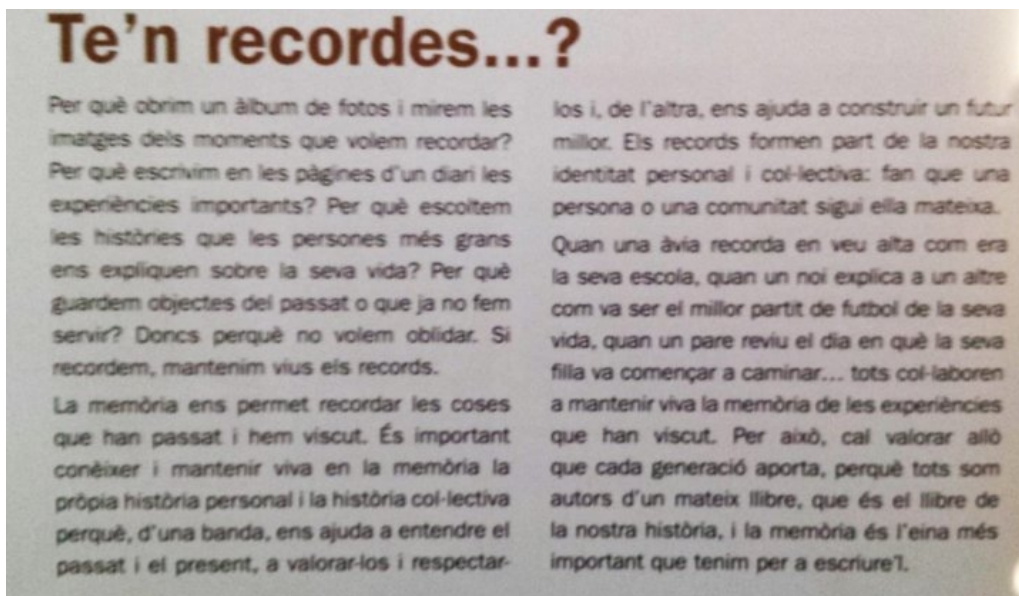 Te'n recordes...?
Per què obrim un àlbum de fotos i mirem les
imatges dels moments que volem recordar?
Per què escrivim en les pàgines d'un diari les
experiències importants? Per què escoltem
les històries que les persones més grans
ens expliquen sobre la seva vida? Per què
guardem objectes del passat o que ja no fem
servir? Doncs perquè no volem oblidar. Si
recordem, mantenim vius els records.
La memòria ens permet recordar les coses
que han passat i hem viscut. És important
conèixer i mantenir viva en la memòria la
pròpia història personal i la història col·lectiva
perquè, d'una banda, ens ajuda a entendre el
passat i el present, a valorar-los i respectar-
los i, de l'altra, ens ajuda a construir un futur
millor. Els records formen part de la nostra
identitat personal i col·lectiva: fan que una
persona o una comunitat sigui ella mateixa.
Quan una àvia recorda en veu alta com era
la seva escola, quan un noi explica a un altre
com va ser el millor partit de futbol de la seva
vida, quan un pare reviu el dia en què la seva
filla va començar a caminar... tots col·laboren
a mantenir viva la memòria de les experiències
que han viscut. Per això, cal valorar allò
que cada generació aporta, perquè tots som
autors d'un mateix llibre, que és el llibre de
la nostra història, i la memòria és l'eina més
important que tenim per a escriure'l.